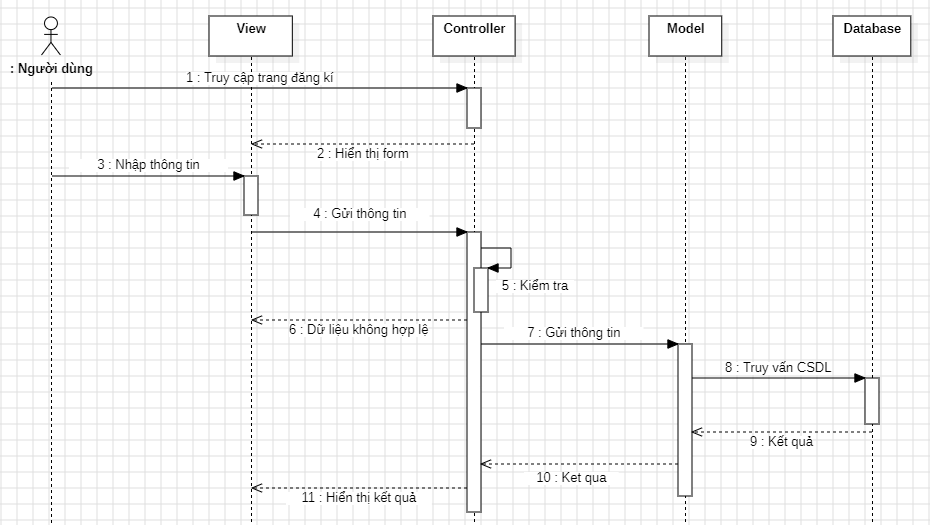 View
Controller
Model
Database
: Người dùng
1 : Truy cập trang đăng kí
2 : Hiển thị form
3 : Nhập thông tin
4 : Gửi thông tin
5 : Kiểm tra
6 : Dữ liệu không hợp lệ
7 : Gửi thông tin
8 : Truy vấn CSDL
9 : Kết quả
10 : Ket qua
11 : Hiển thị kết quả